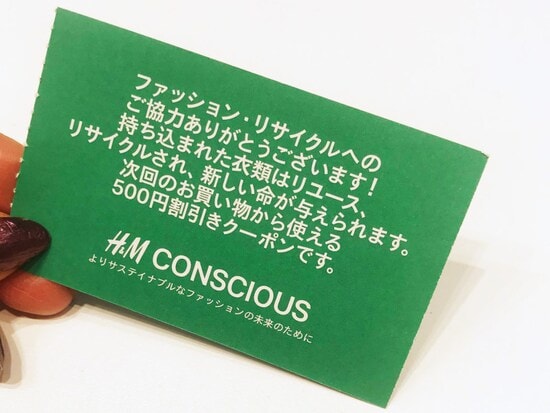 ファッション・リサイクルへの
ご協力ありがとうございます!
持ち込まれた衣類はリユース、
リサイクルされ、新しい命が与えられます。
次回のお買い物から使える
500円割引きクーポンです。
H&M CONSCIOUS
よりサステイナブルなファッションの未来のために